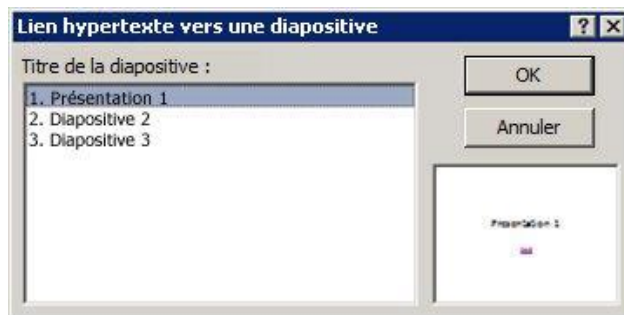 Lien hypertexte vers une diapositive
Titre de la diapositive :
1. Présentation 1
2. Diapositive 2
3. Diapositive 3
OK
Annuler
Présentation 1